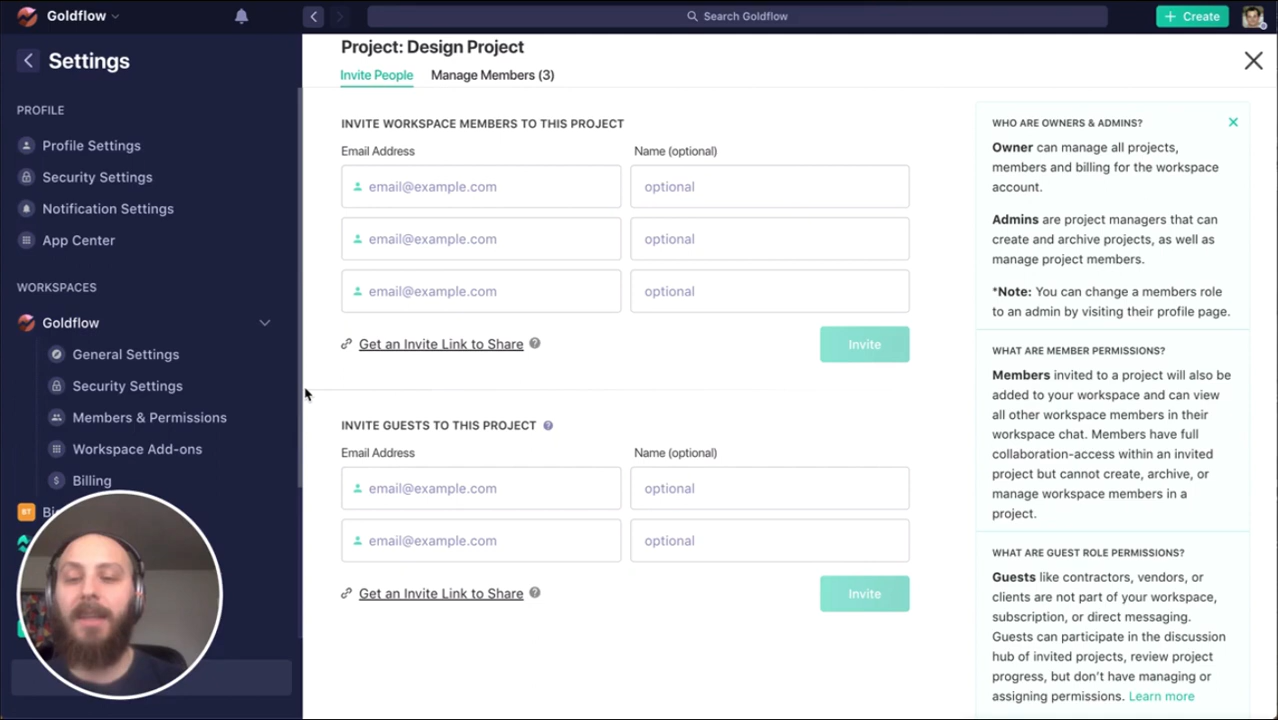 Goldflow
Search Goldflow
Create
Settings
PROFILE
Profile Settings
Security Settings
Notification Settings
App Center
WORKSPACES
Goldflow
General Settings
Security Settings
Members & Permissions
Workspace Add-ons
Billing
BT
Project: Design Project
Invite People
Manage Members (3)
INVITE WORKSPACE MEMBERS TO THIS PROJECT
Email Address
Name (optional)
email@example.com
optional
email@example.com
optional
email@example.com
optional
Get an Invite Link to Share
Invite
INVITE GUESTS TO THIS PROJECT
Email Address
Name (optional)
email@example.com
optional
email@example.com
optional
Get an Invite Link to Share
Invite
WHO ARE OWNERS & ADMINS?
Owner can manage all projects,
members and billing for the workspace
account.
Admins are project managers that can
create and archive projects, as well as
manage project members.
*Note: You can change a members role
to an admin by visiting their profile page.
WHAT ARE MEMBER PERMISSIONS?
Members invited to a project will also be
added to your workspace and can view
all other workspace members in their
workspace chat. Members have full
collaboration-access within an invited
project but cannot create, archive, or
manage workspace members in a
project.
WHAT ARE GUEST ROLE PERMISSIONS?
Guests like contractors, vendors, or
clients are not part of your workspace,
subscription, or direct messaging.
Guests can participate in the discussion
hub of invited projects, review project
progress, but don't have managing or
assigning permissions. Learn more